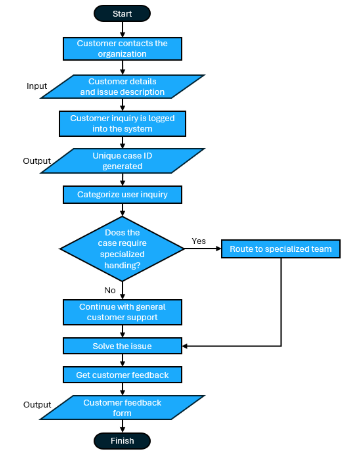 Start
Customer contacts the
organization
Input
Customer details
and issue description
Customer inquiry is logged
into the system
Output
Unique case ID
generated
Categorize user inquiry
Does the
case require
specialized
handing?
Yes
Route to specialized team
No
Continue with general
customer support
Solve the issue
Get customer feedback
Output
Customer feedback
form
Finish